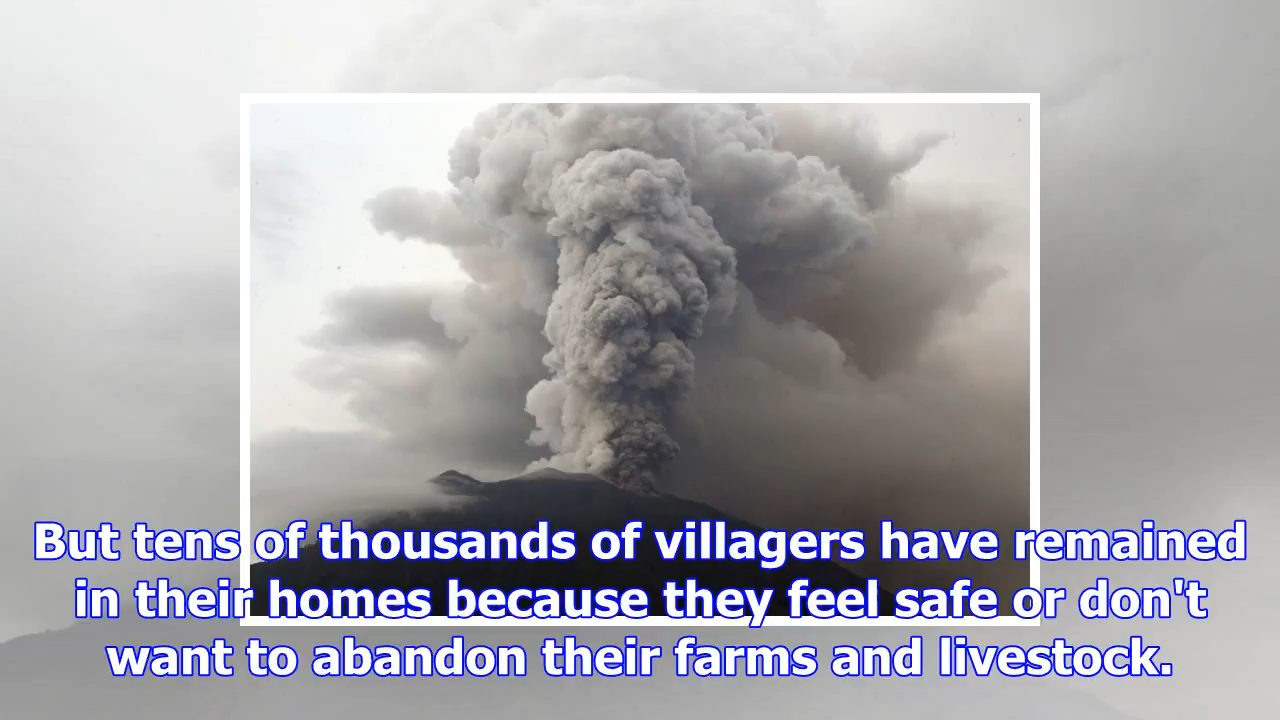 But tens of thousands of villagers have remained
in their homes because they feel safe or don't
want to abandon their farms and livestock.